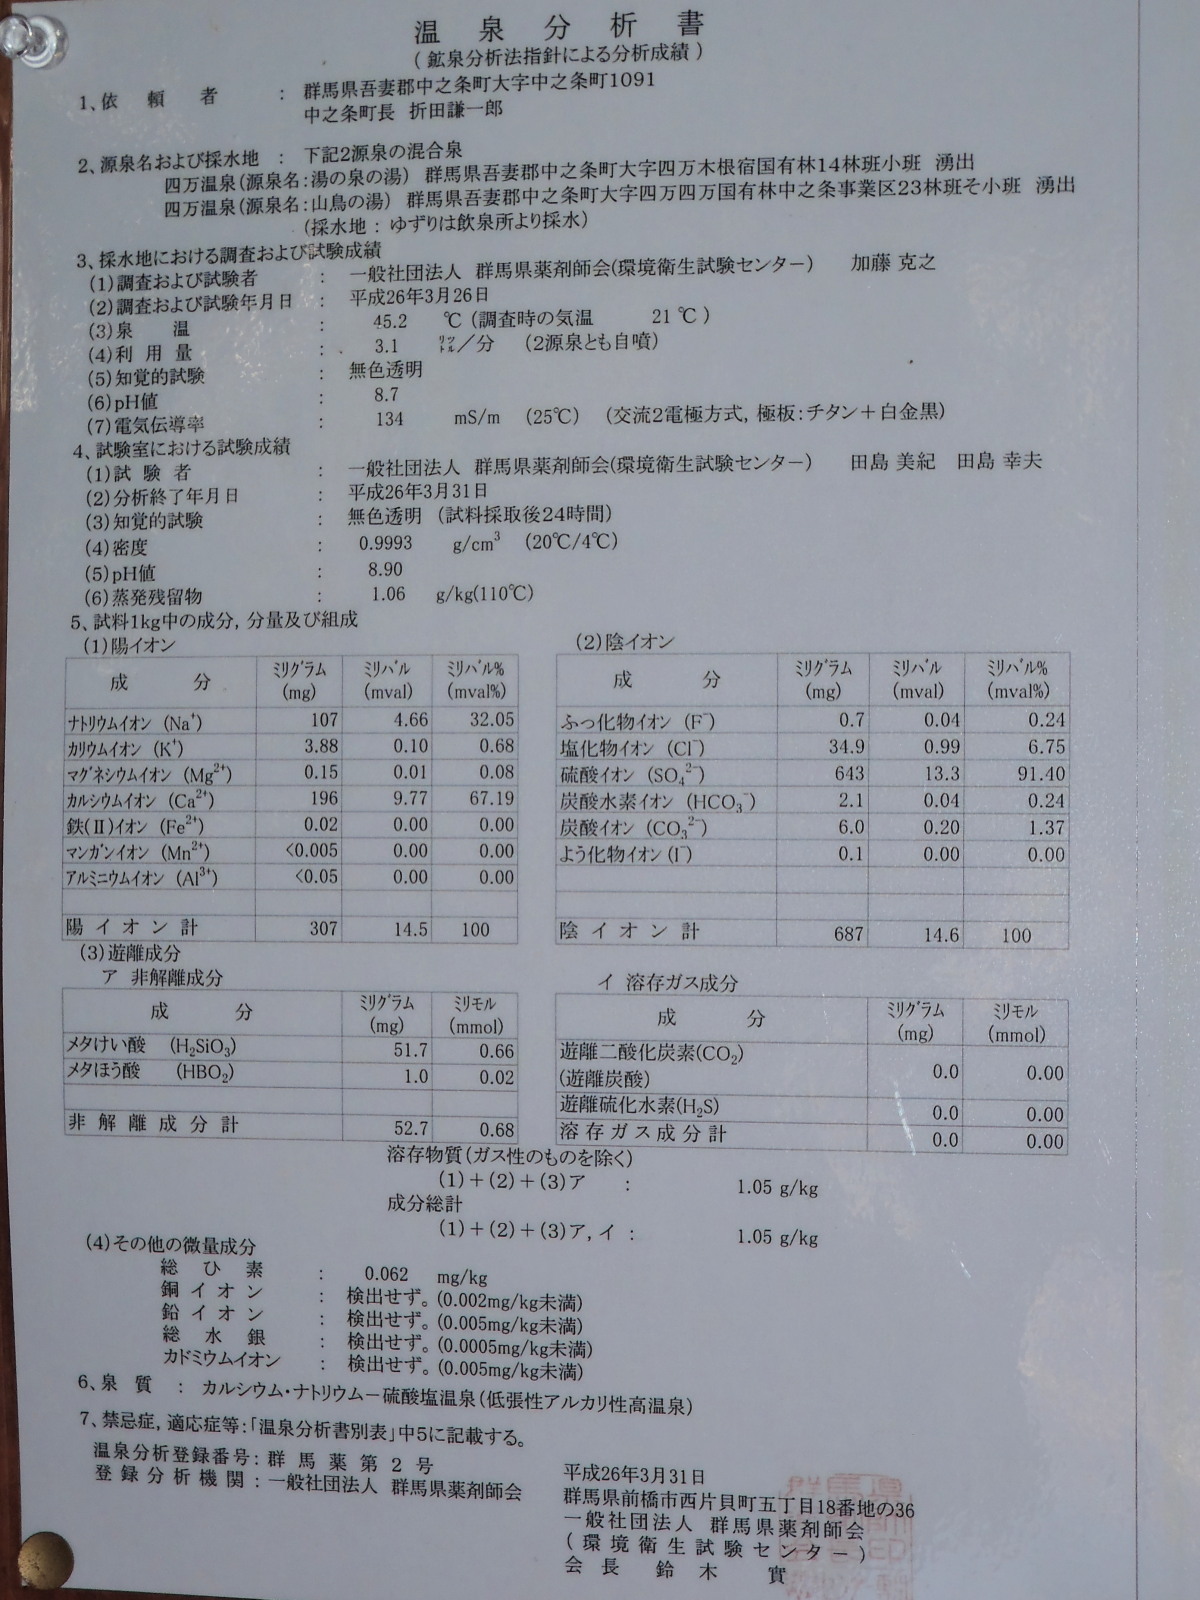 温泉分析書
(鉱泉分析法指針による分析成績)
1、依頼者 : 群馬県吾妻郡中之条町大字中之条町1091
中之条町長 折田謙一郎
2、源泉名および採水地 : 下記2源泉の混合泉
四万温泉(源泉名:湯の泉の湯) 群馬県吾妻郡中之条町大字四万木根宿国有林14林班小班 湧出
四万温泉(源泉名:山鳥の湯) 群馬県吾妻郡中之条町大字四万四万国有林中之条事業区23林班そ小班 湧出
(採水地 : ゆずりは飲泉所より採水)
3、採水地における調査および試験成績
(1)調査および試験者 : 一般社団法人 群馬県薬剤師会(環境衛生試験センター) 加藤 克之
(2)調査および試験年月日 : 平成26年3月26日
(3)泉温 : 45.2 ℃ (調査時の気温 21 ℃ )
(4)利用量 : 3.1 リットル/分 (2源泉とも自噴)
(5)知覚的試験 : 無色透明
(6)pH値 : 8.7
(7)電気伝導率 : 134 mS/m (25℃) (交流2電極方式, 極板:チタン+白金黒)
4、試験室における試験成績
(1)試験者 : 一般社団法人 群馬県薬剤師会(環境衛生試験センター) 田島 美紀 田島 幸夫
(2)分析終了年月日 : 平成26年3月31日
(3)知覚的試験 : 無色透明 (試料採取後24時間)
(4)密度 : 0.9993 g/cm³ (20℃/4℃)
(5)pH値 : 8.90
(6)蒸発残留物 : 1.06 g/kg(110℃)
5、試料1kg中の成分, 分量及び組成
(1)陽イオン
成分 ミリグラム(mg) ミリバル(mval) ミリバル%(mval%)
ナトリウムイオン (Na⁺) 107 4.66 32.05
カリウムイオン (K⁺) 3.88 0.10 0.68
マグネシウムイオン (Mg²⁺) 0.15 0.01 0.08
カルシウムイオン (Ca²⁺) 196 9.77 67.19
鉄(Ⅱ)イオン (Fe²⁺) 0.02 0.00 0.00
マンガンイオン (Mn²⁺) <0.005 0.00 0.00
アルミニウムイオン (Al³⁺) <0.05 0.00 0.00
陽イオン計 307 14.5 100
(2)陰イオン
成分 ミリグラム(mg) ミリバル(mval) ミリバル%(mval%)
ふっ化物イオン (F⁻) 0.7 0.04 0.24
塩化物イオン (Cl⁻) 34.9 0.99 6.75
硫酸イオン (SO₄²⁻) 643 13.3 91.40
炭酸水素イオン (HCO₃⁻) 2.1 0.04 0.24
炭酸イオン (CO₃²⁻) 6.0 0.20 1.37
よう化物イオン (I⁻) 0.1 0.00 0.00
陰イオン計 687 14.6 100
(3)遊離成分
ア 非解離成分
成分 ミリグラム(mg) ミリモル(mmol)
メタけい酸 (H₂SiO₃) 51.7 0.66
メタほう酸 (HBO₂) 1.0 0.02
非解離成分計 52.7 0.68
イ 溶存ガス成分
成分 ミリグラム(mg) ミリモル(mmol)
遊離二酸化炭素(CO₂)
(遊離炭酸) 0.0 0.00
遊離硫化水素(H₂S) 0.0 0.00
溶存ガス成分計 0.0 0.00
溶存物質(ガス性のものを除く)
(1)+(2)+(3)ア : 1.05 g/kg
成分総計
(1)+(2)+(3)ア, イ : 1.05 g/kg
(4)その他の微量成分
総ひ素 : 0.062 mg/kg
銅イオン : 検出せず。(0.002mg/kg未満)
鉛イオン : 検出せず。(0.005mg/kg未満)
総水銀 : 検出せず。(0.0005mg/kg未満)
カドミウムイオン : 検出せず。(0.005mg/kg未満)
6、泉質 : カルシウム・ナトリウム-硫酸塩温泉(低張性アルカリ性高温泉)
7、禁忌症, 適応症等:「温泉分析書別表」中5に記載する。
温泉分析登録番号: 群馬薬第2号
登録分析機関 : 一般社団法人 群馬県薬剤師会
平成26年3月31日
群馬県前橋市西片貝町五丁目18番地の36
一般社団法人 群馬県薬剤師会
(環境衛生試験センター)
会長 鈴木 實